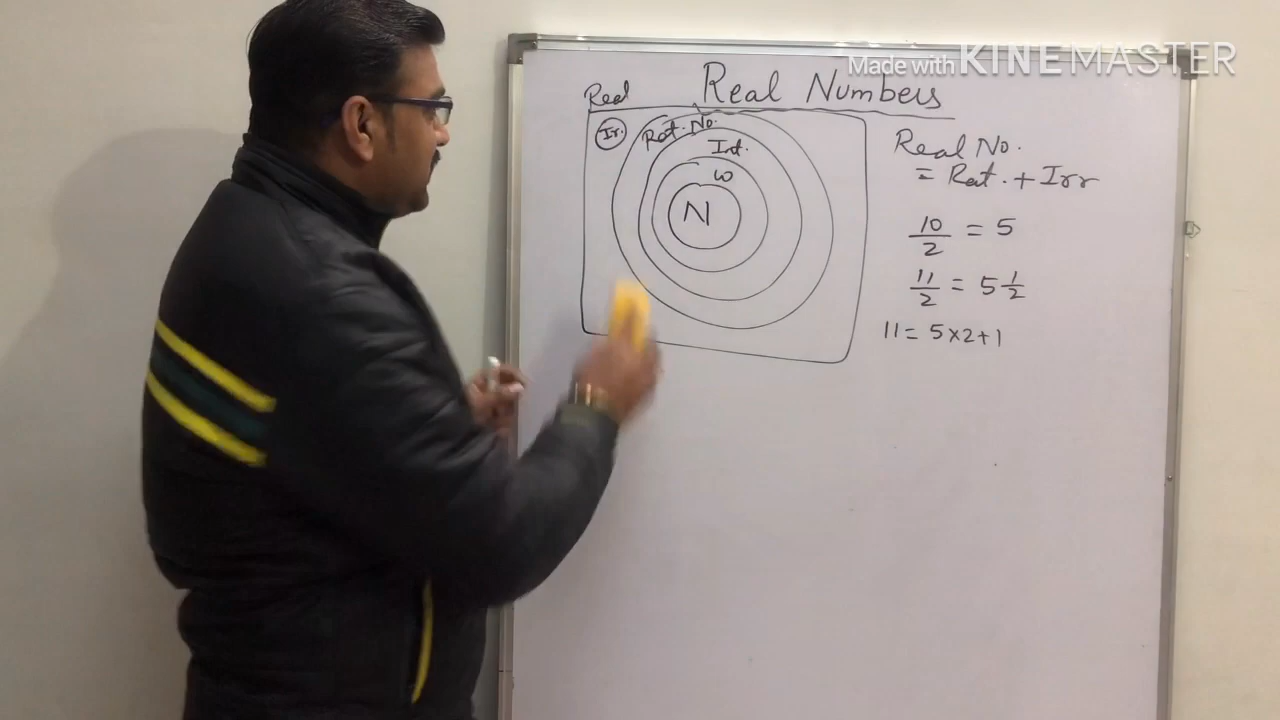 Made with KINEMASTER
Real Numbers
Real
Ir.
Rat. No.
Int.
W
N
Real No.
= Rat. + Irr
10/2 = 5
11/2 = 5 1/2
11 = 5×2+1